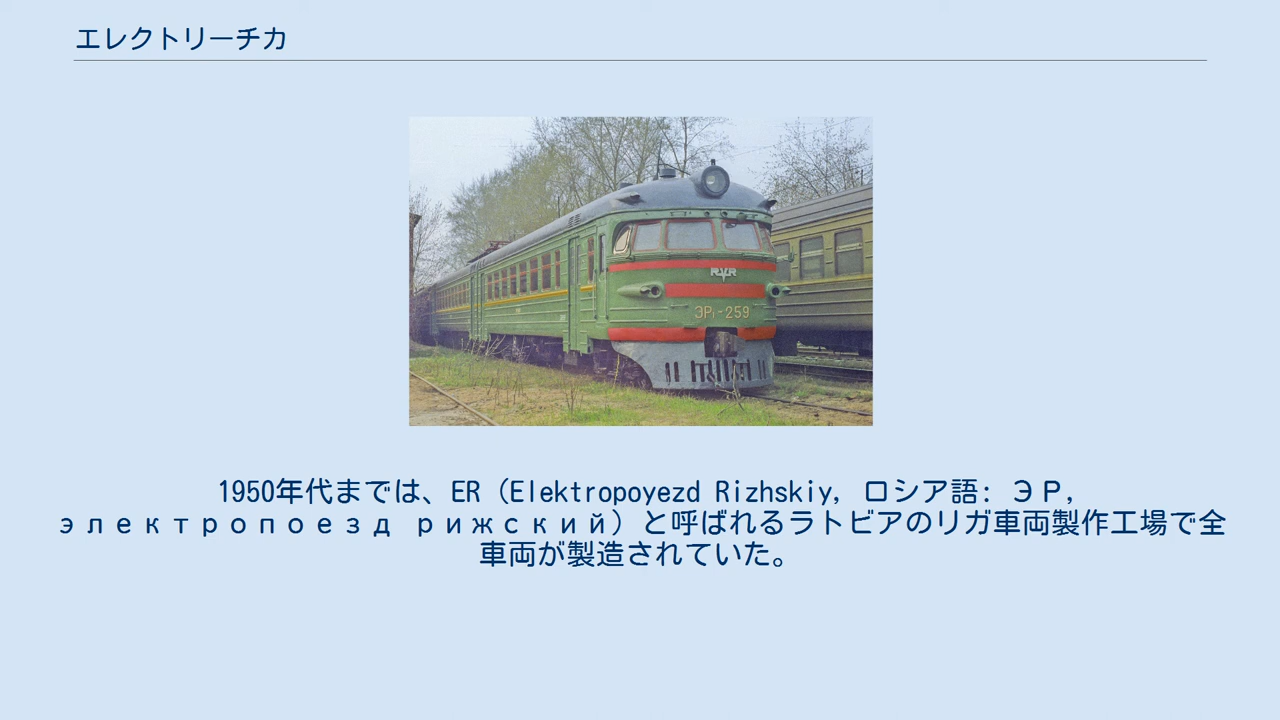 エレクトリーチカ
RVR
ЭР1-259
1950年代までは、ER（Elektropoyezd Rizhskiy, ロシア語: ЭР,
электропоезд рижский）と呼ばれるラトビアのリガ車両製作工場で全
車両が製造されていた。